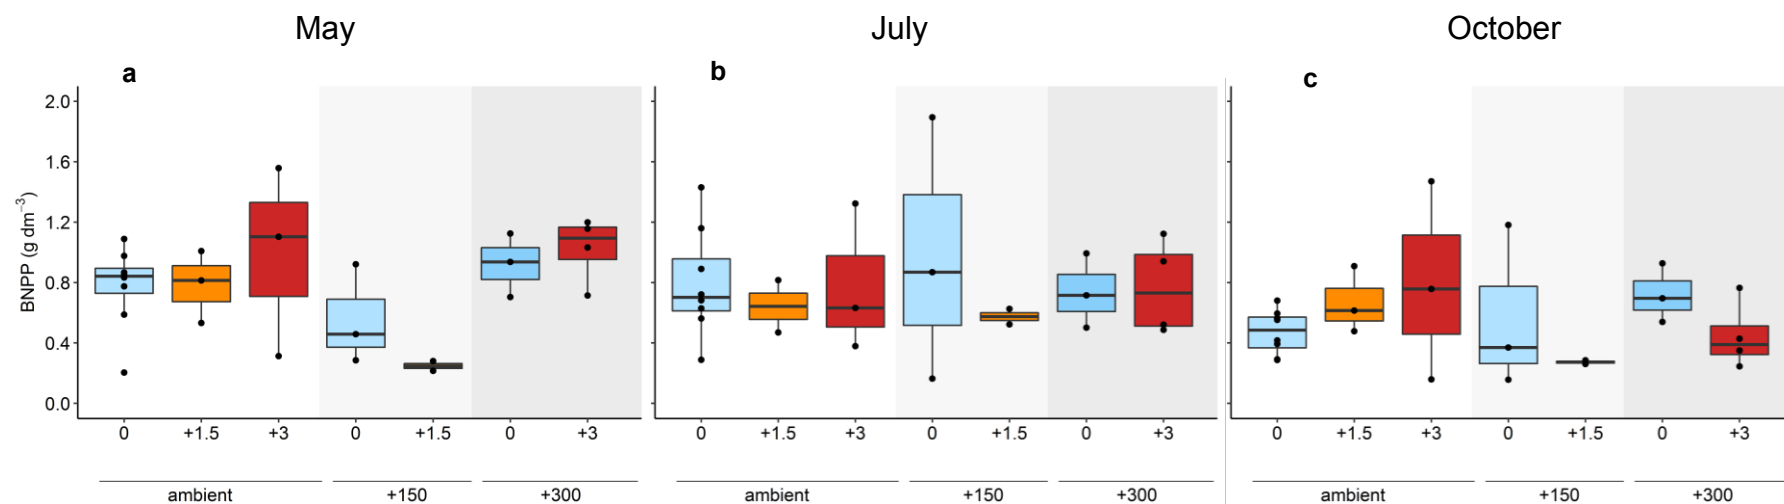 May July October
a b c
2.0
1.6
1.2
0.8
0.4
0.0
BNPP (g dm⁻³)
0 +1.5 +3 0 +1.5 0 +3 0 +1.5 +3 0 +1.5 0 +3 0 +1.5 +3 0 +1.5 0 +3
ambient +150 +300 ambient +150 +300 ambient +150 +300